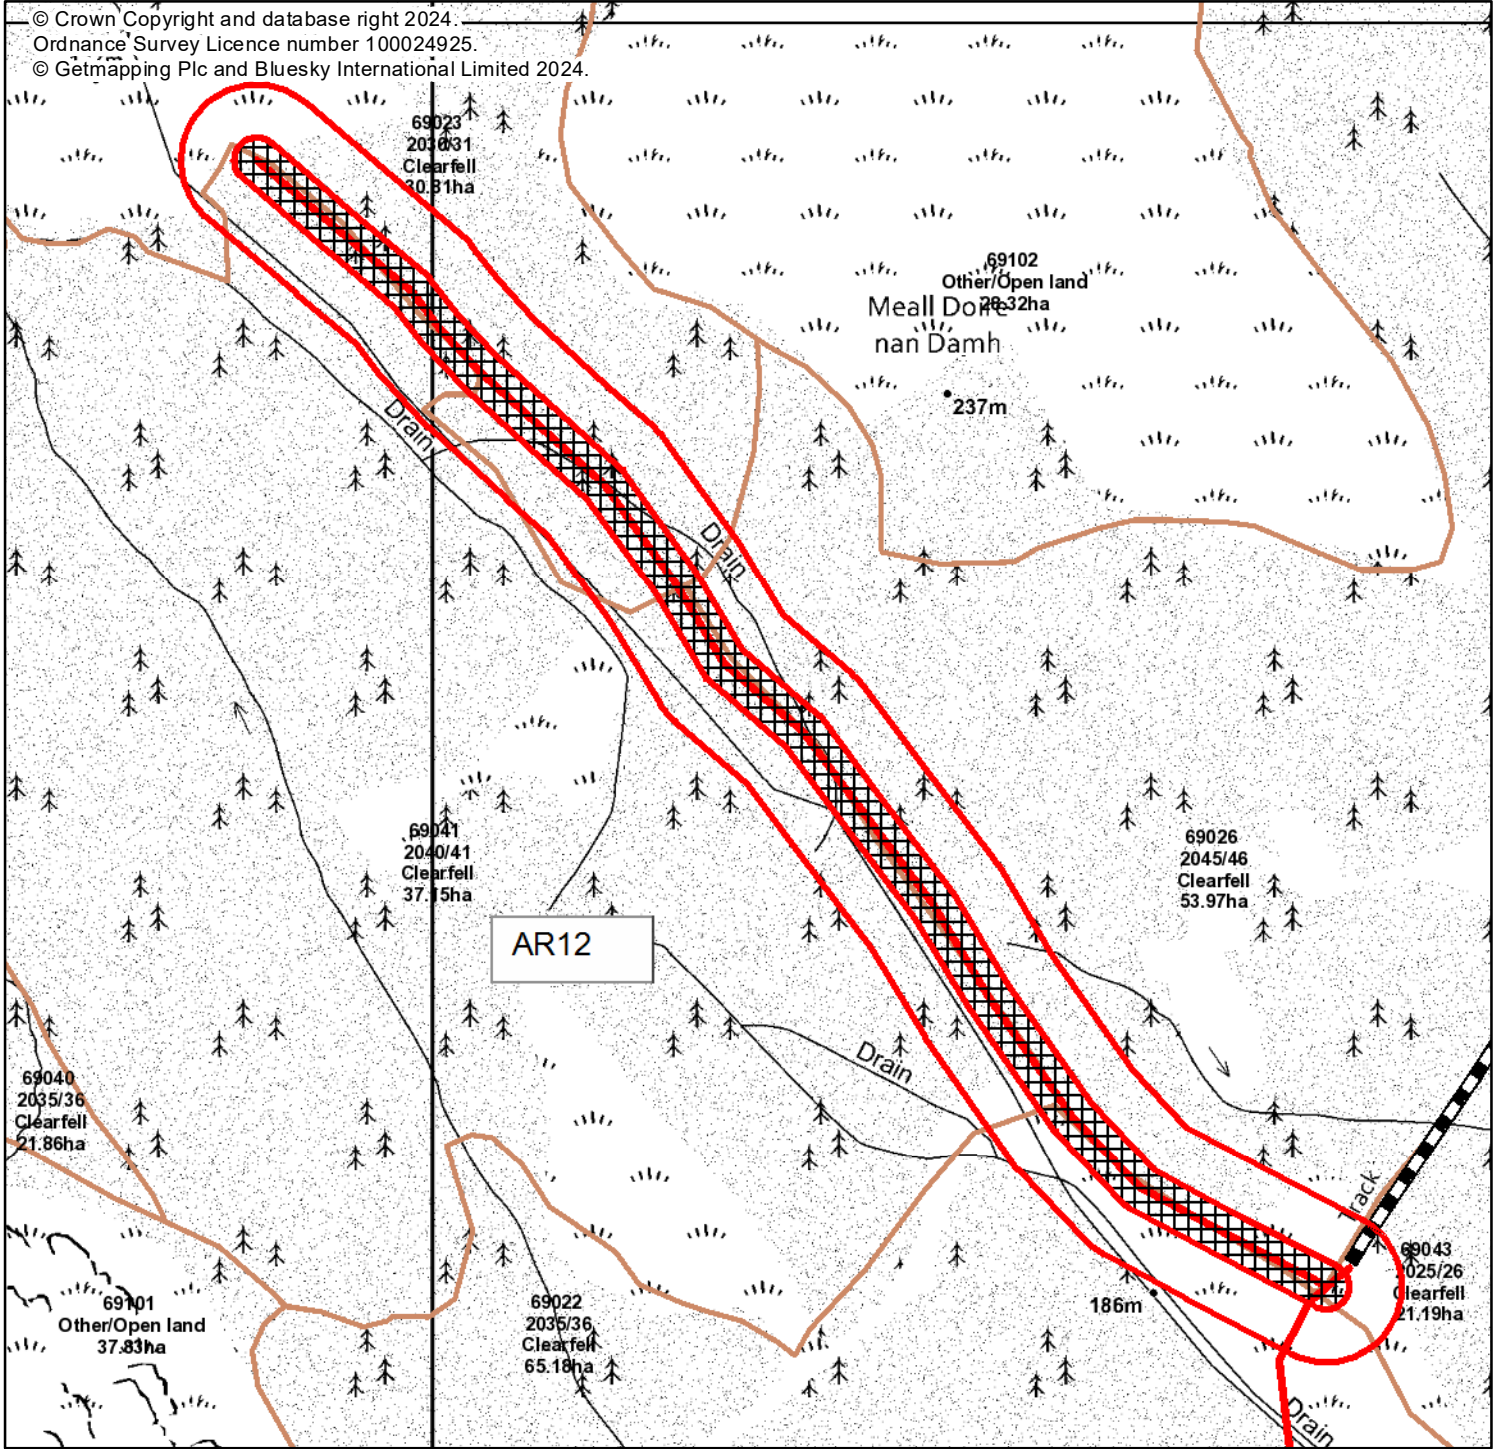 © Crown Copyright and database right 2024.
Ordnance Survey Licence number 100024925.
© Getmapping Plc and Bluesky International Limited 2024.
69023
2030/31
Clearfell
30.81ha
69102
Other/Open land
28.32ha
Meall Doire
nan Damh
237m
Drain
Drain
69041
2040/41
Clearfell
37.15ha
69026
2045/46
Clearfell
53.97ha
AR12
Drain
69040
2035/36
Clearfell
21.86ha
Track
69043
2025/26
Clearfell
21.19ha
69101
Other/Open land
37.83ha
69022
2035/36
Clearfell
65.18ha
186m
Drain